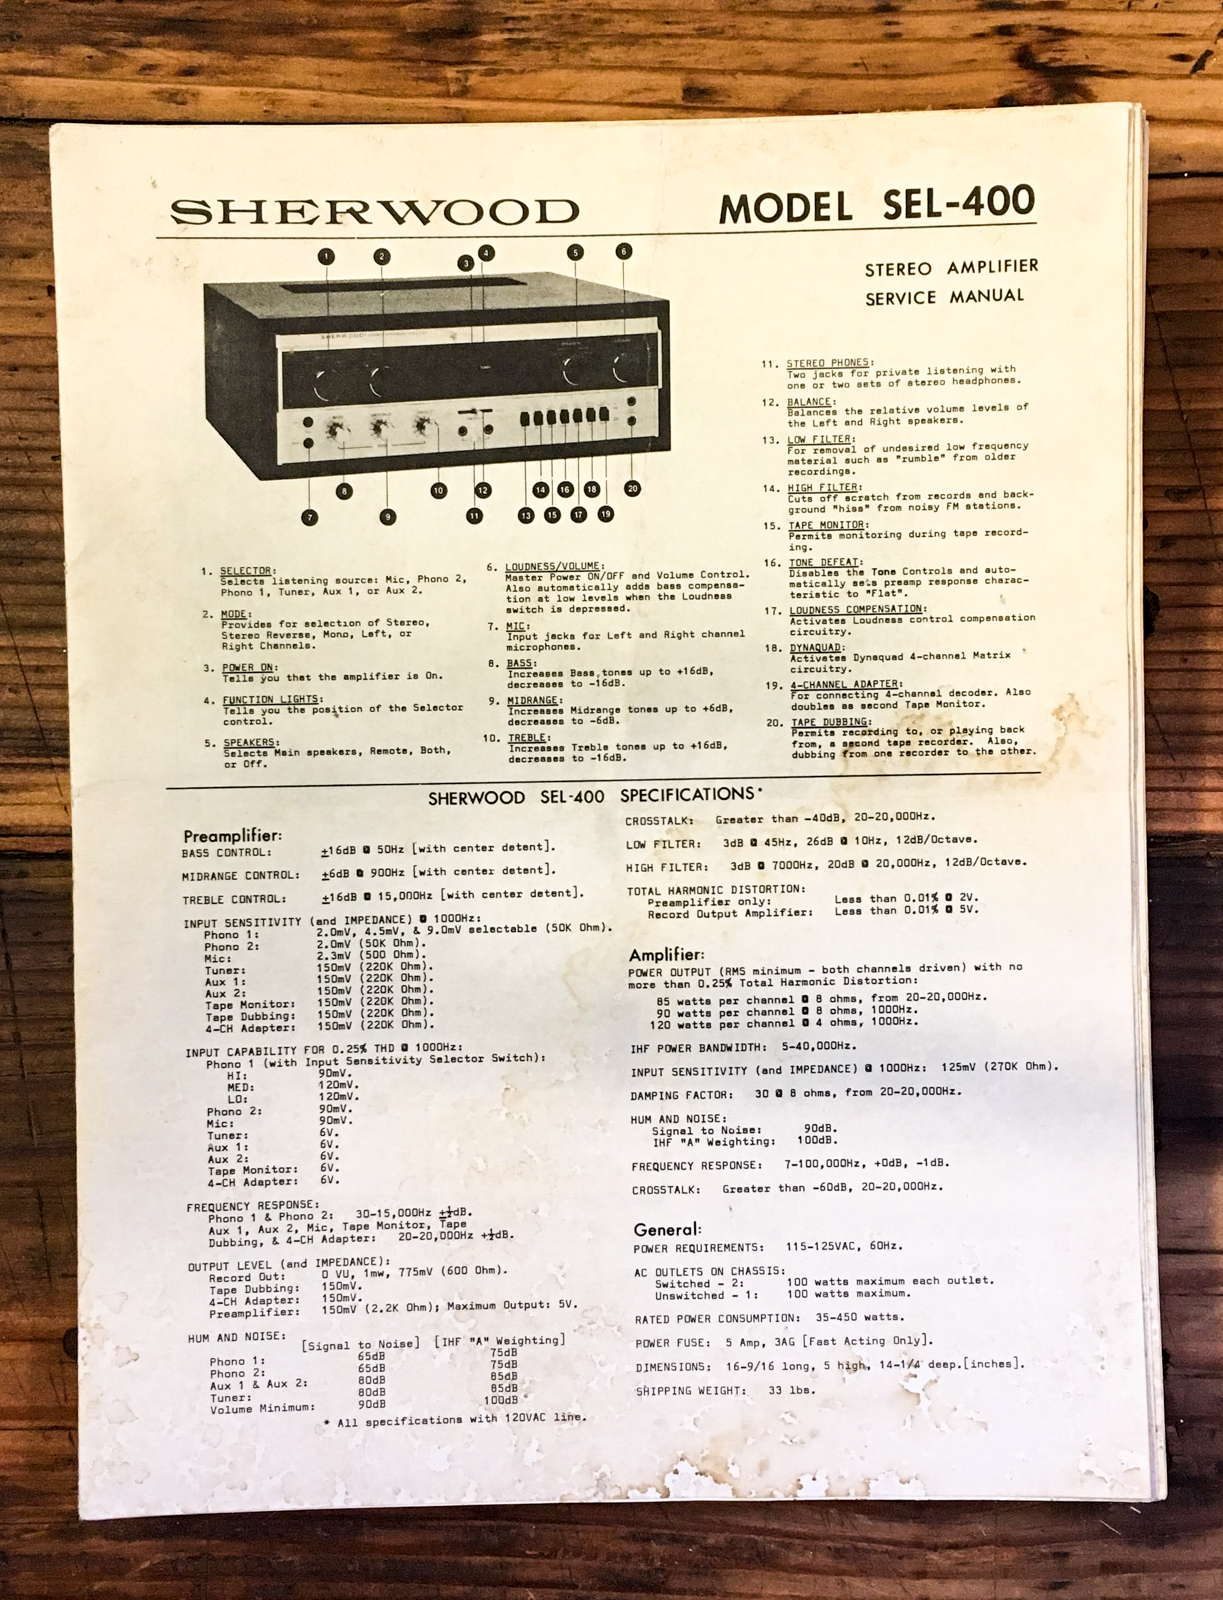 SHERWOOD
MODEL SEL-400
STEREO AMPLIFIER
SERVICE MANUAL
1 2 3 4 5 6
SHERWOOD
7 8 9 10 11 12 13 14 15 16 17 18 19 20
1. SELECTOR:
Selects listening source: Mic, Phono 2,
Phono 1, Tuner, Aux 1, or Aux 2.
2. MODE:
Provides for selection of Stereo,
Stereo Reverse, Mono, Left, or
Right Channels.
3. POWER ON:
Tells you that the amplifier is On.
4. FUNCTION LIGHTS:
Tells you the position of the Selector
control.
5. SPEAKERS:
Selects Main speakers, Remote, Both,
or Off.
6. LOUDNESS/VOLUME:
Master Power ON/OFF and Volume Control.
Also automatically adds bass compensa-
tion at low levels when the Loudness
switch is depressed.
7. MIC:
Input jacks for Left and Right channel
microphones.
8. BASS:
Increases Bass tones up to +16dB,
decreases to -16dB.
9. MIDRANGE:
Increases Midrange tones up to +6dB,
decreases to -6dB.
10. TREBLE:
Increases Treble tones up to +16dB,
decreases to -16dB.
11. STEREO PHONES:
Two jacks for private listening with
one or two sets of stereo headphones.
12. BALANCE:
Balances the relative volume levels of
the Left and Right speakers.
13. LOW FILTER:
For removal of undesired low frequency
material such as "rumble" from older
recordings.
14. HIGH FILTER:
Cuts off scratch from records and back-
ground "hiss" from noisy FM stations.
15. TAPE MONITOR:
Permits monitoring during tape record-
ing.
16. TONE DEFEAT:
Disables the Tone Controls and auto-
matically sets preamp response charac-
teristic to "Flat".
17. LOUDNESS COMPENSATION:
Activates Loudness control compensation
circuitry.
18. DYNAQUAD:
Activates Dynaquad 4-channel Matrix
circuitry.
19. 4-CHANNEL ADAPTER:
For connecting 4-channel decoder. Also
doubles as second Tape Monitor.
20. TAPE DUBBING:
Permits recording to, or playing back
from, a second tape recorder. Also,
dubbing from one recorder to the other.
SHERWOOD SEL-400 SPECIFICATIONS*
Preamplifier:
BASS CONTROL: ±16dB @ 50Hz [with center detent].
MIDRANGE CONTROL: ±6dB @ 900Hz [with center detent].
TREBLE CONTROL: ±16dB @ 15,000Hz [with center detent].
INPUT SENSITIVITY (and IMPEDANCE) @ 1000Hz:
Phono 1: 2.0mV, 4.5mV, & 9.0mV selectable (50K Ohm).
Phono 2: 2.0mV (50K Ohm).
Mic: 2.3mV (500 Ohm).
Tuner: 150mV (220K Ohm).
Aux 1: 150mV (220K Ohm).
Aux 2: 150mV (220K Ohm).
Tape Monitor: 150mV (220K Ohm).
Tape Dubbing: 150mV (220K Ohm).
4-CH Adapter: 150mV (220K Ohm).
INPUT CAPABILITY FOR 0.25% THD @ 1000Hz:
Phono 1 (with Input Sensitivity Selector Switch):
HI: 90mV.
MED: 120mV.
LO: 120mV.
Phono 2: 90mV.
Mic: 90mV.
Tuner: 6V.
Aux 1: 6V.
Aux 2: 6V.
Tape Monitor: 6V.
4-CH Adapter: 6V.
FREQUENCY RESPONSE:
Phono 1 & Phono 2: 30-15,000Hz ±½dB.
Aux 1, Aux 2, Mic, Tape Monitor, Tape
Dubbing, & 4-CH Adapter: 20-20,000Hz +½dB.
OUTPUT LEVEL (and IMPEDANCE):
Record Out: 0 VU, 1mw, 775mV (600 Ohm).
Tape Dubbing: 150mV.
4-CH Adapter: 150mV.
Preamplifier: 150mV (2.2K Ohm); Maximum Output: 5V.
HUM AND NOISE:
[Signal to Noise] [IHF "A" Weighting]
Phono 1: 65dB 75dB
Phono 2: 65dB 75dB
Aux 1 & Aux 2: 80dB 85dB
Tuner: 80dB 85dB
Volume Minimum: 90dB 100dB
* All specifications with 120VAC line.
CROSSTALK: Greater than -40dB, 20-20,000Hz.
LOW FILTER: 3dB @ 45Hz, 26dB @ 10Hz, 12dB/Octave.
HIGH FILTER: 3dB @ 7000Hz, 20dB @ 20,000Hz, 12dB/Octave.
TOTAL HARMONIC DISTORTION:
Preamplifier only: Less than 0.01% @ 2V.
Record Output Amplifier: Less than 0.01% @ 5V.
Amplifier:
POWER OUTPUT (RMS minimum - both channels driven) with no
more than 0.25% Total Harmonic Distortion:
85 watts per channel @ 8 ohms, from 20-20,000Hz.
90 watts per channel @ 8 ohms, 1000Hz.
120 watts per channel @ 4 ohms, 1000Hz.
IHF POWER BANDWIDTH: 5-40,000Hz.
INPUT SENSITIVITY (and IMPEDANCE) @ 1000Hz: 125mV (270K Ohm).
DAMPING FACTOR: 30 @ 8 ohms, from 20-20,000Hz.
HUM AND NOISE:
Signal to Noise: 90dB.
IHF "A" Weighting: 100dB.
FREQUENCY RESPONSE: 7-100,000Hz, +0dB, -1dB.
CROSSTALK: Greater than -60dB, 20-20,000Hz.
General:
POWER REQUIREMENTS: 115-125VAC, 60Hz.
AC OUTLETS ON CHASSIS:
Switched - 2: 100 watts maximum each outlet.
Unswitched - 1: 100 watts maximum.
RATED POWER CONSUMPTION: 35-450 watts.
POWER FUSE: 5 Amp, 3AG [Fast Acting Only].
DIMENSIONS: 16-9/16 long, 5 high, 14-1/4 deep.[inches].
SHIPPING WEIGHT: 33 lbs.